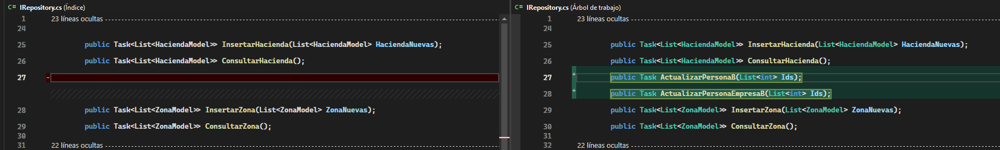 C# IRepository.cs (Índice)
1 23 líneas ocultas
24
25 public Task<List<HaciendaModel>> InsertarHacienda(List<HaciendaModel> HaciendaNuevas);
26 public Task<List<HaciendaModel>> ConsultarHacienda();
27 -
28 public Task<List<ZonaModel>> InsertarZona(List<ZonaModel> ZonaNuevas);
29 public Task<List<ZonaModel>> ConsultarZona();
30
31 22 líneas ocultas
C# IRepository.cs (Árbol de trabajo)
1 23 líneas ocultas
24
25 public Task<List<HaciendaModel>> InsertarHacienda(List<HaciendaModel> HaciendaNuevas);
26 public Task<List<HaciendaModel>> ConsultarHacienda();
27 + public Task ActualizarPersonaB(List<int> Ids);
28 + public Task ActualizarPersonaEmpresaB(List<int> Ids);
29 public Task<List<ZonaModel>> InsertarZona(List<ZonaModel> ZonaNuevas);
30 public Task<List<ZonaModel>> ConsultarZona();
31
32 22 líneas ocultas